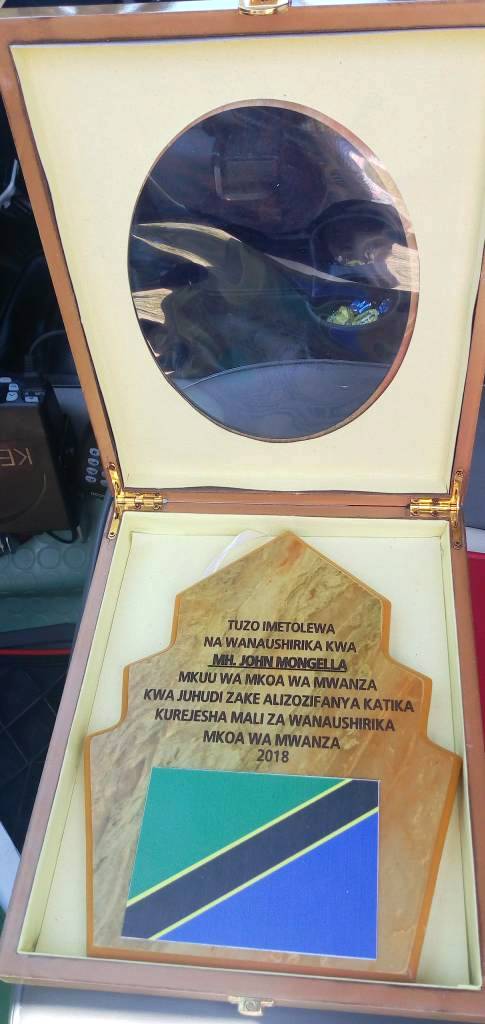 TUZO IMETOLEWA
NA WANAUSHIRIKA KWA
MH. JOHN MONGELLA
MKUU WA MKOA WA MWANZA
KWA JUHUDI ZAKE ALIZOZIFANYA KATIKA
KUREJESHA MALI ZA WANAUSHIRIKA
MKOA WA MWANZA
2018
KE